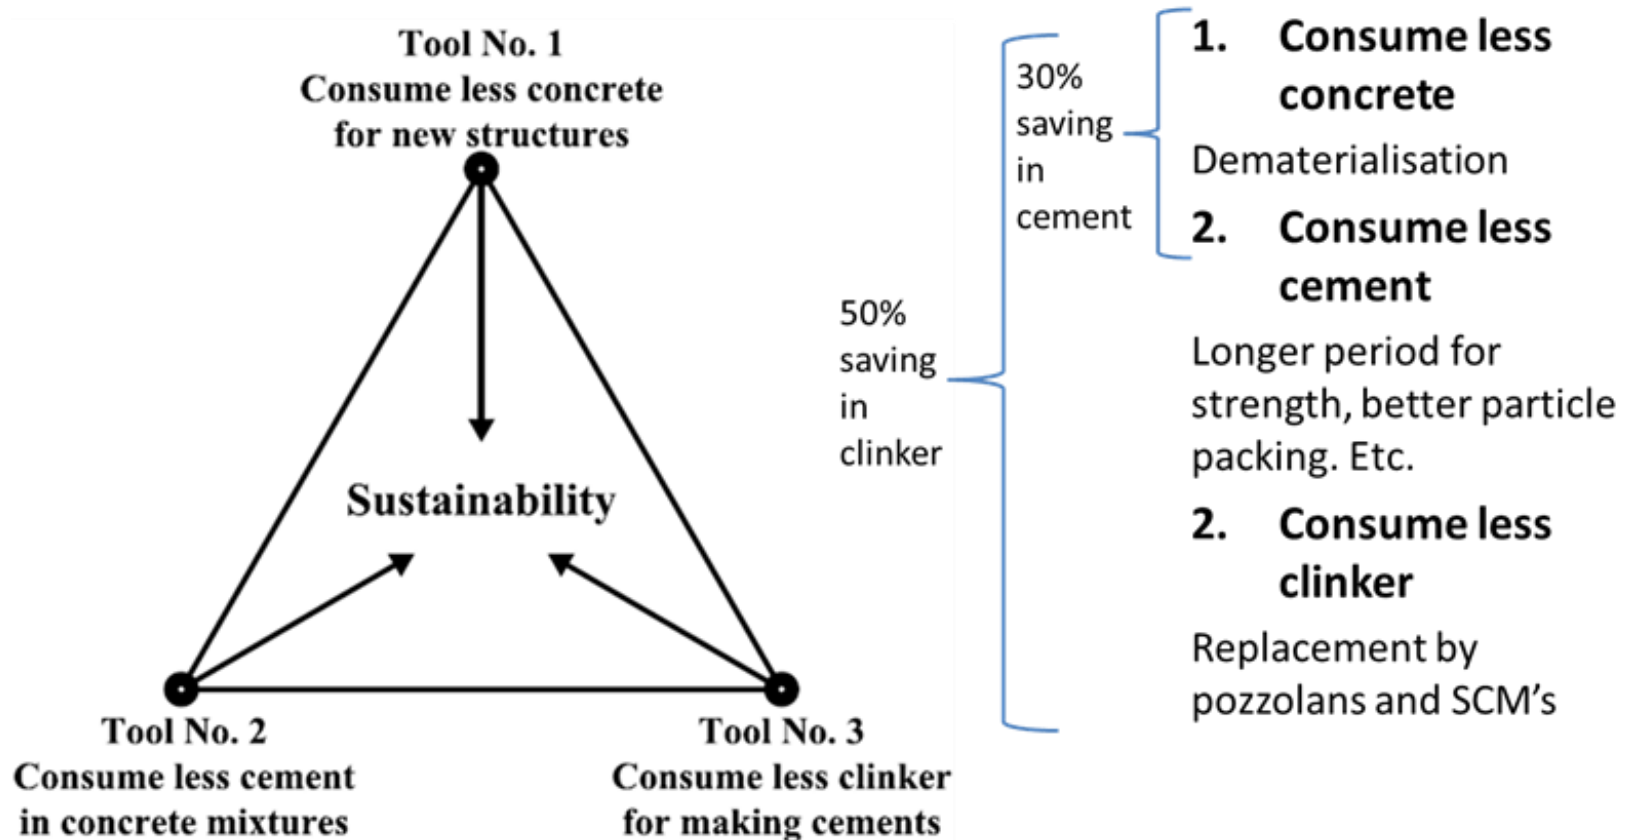 Tool No. 1
Consume less concrete
for new structures
Sustainability
Tool No. 2
Consume less cement
in concrete mixtures
Tool No. 3
Consume less clinker
for making cements
50%
saving
in
clinker
30%
saving
in
cement
1. Consume less
concrete
Dematerialisation
2. Consume less
cement
Longer period for
strength, better particle
packing. Etc.
2. Consume less
clinker
Replacement by
pozzolans and SCM’s